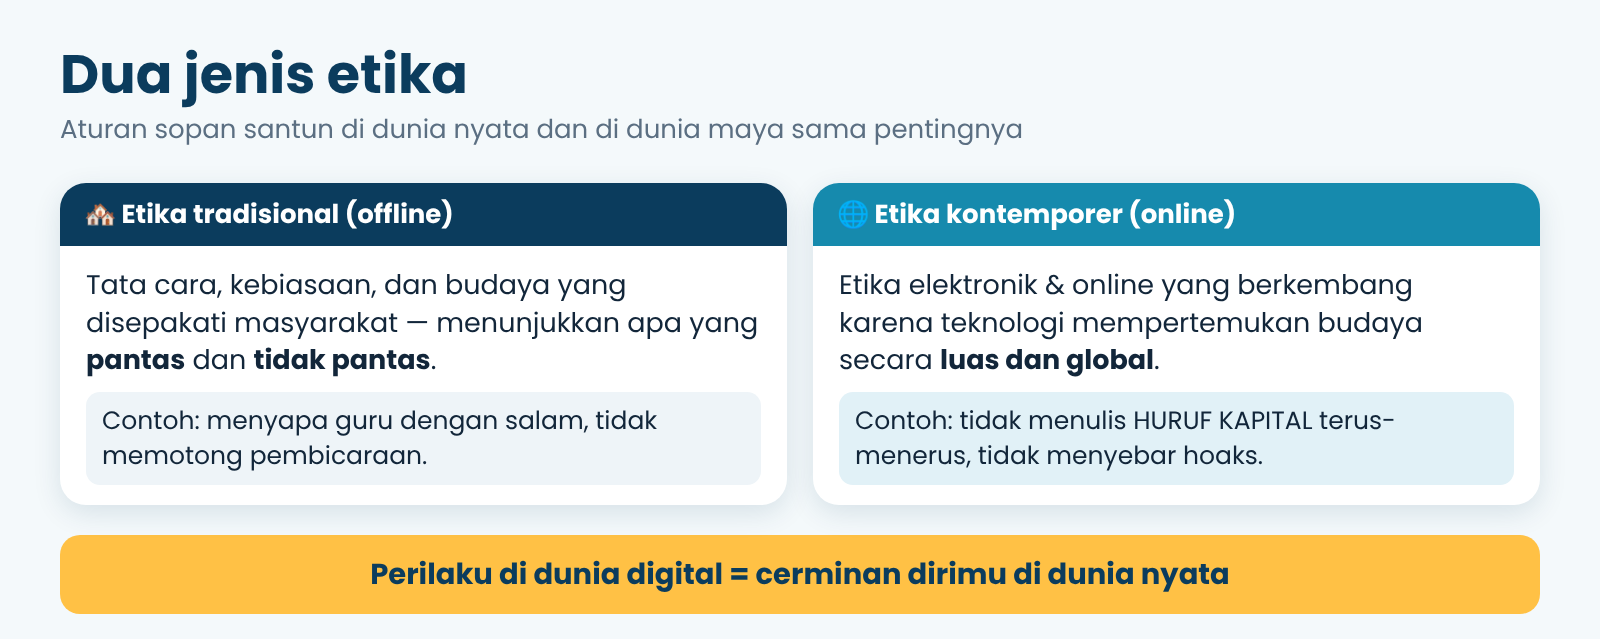 Dua jenis etika
Aturan sopan santun di dunia nyata dan di dunia maya sama pentingnya
Etika tradisional (offline)
Tata cara, kebiasaan, dan budaya yang
disepakati masyarakat — menunjukkan apa yang
pantas dan tidak pantas.
Contoh: menyapa guru dengan salam, tidak
memotong pembicaraan.
Etika kontemporer (online)
Etika elektronik & online yang berkembang
karena teknologi mempertemukan budaya
secara luas dan global.
Contoh: tidak menulis HURUF KAPITAL terus-
menerus, tidak menyebar hoaks.
Perilaku di dunia digital = cerminan dirimu di dunia nyata